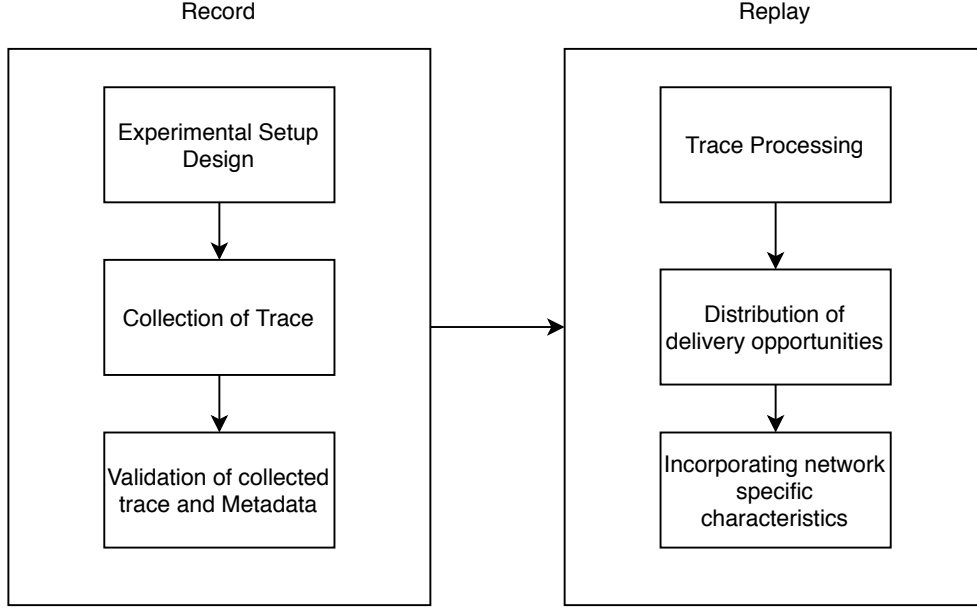 Record
Experimental Setup
Design
Collection of Trace
Validation of collected
trace and Metadata
Replay
Trace Processing
Distribution of
delivery opportunities
Incorporating network
specific
characteristics